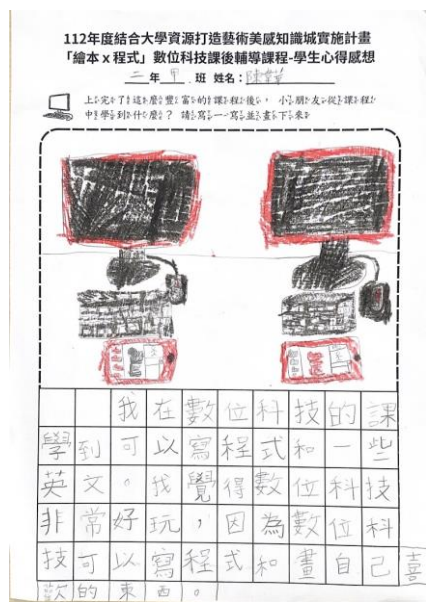 112年度結合大學資源打造藝術美感知識城實施計畫
「繪本x程式」數位科技課後輔導課程-學生心得感想
二年 甲 班 姓名：陳
上完了這麼豐富的課程後，小朋友從課程
中學到什麼？請寫一寫並畫下來
我在數位科技的課
學到可以寫程式和一些
英文。我覺得數位科技
非常好玩，因為數位科
技可以寫程式和畫自己喜
歡的東西。